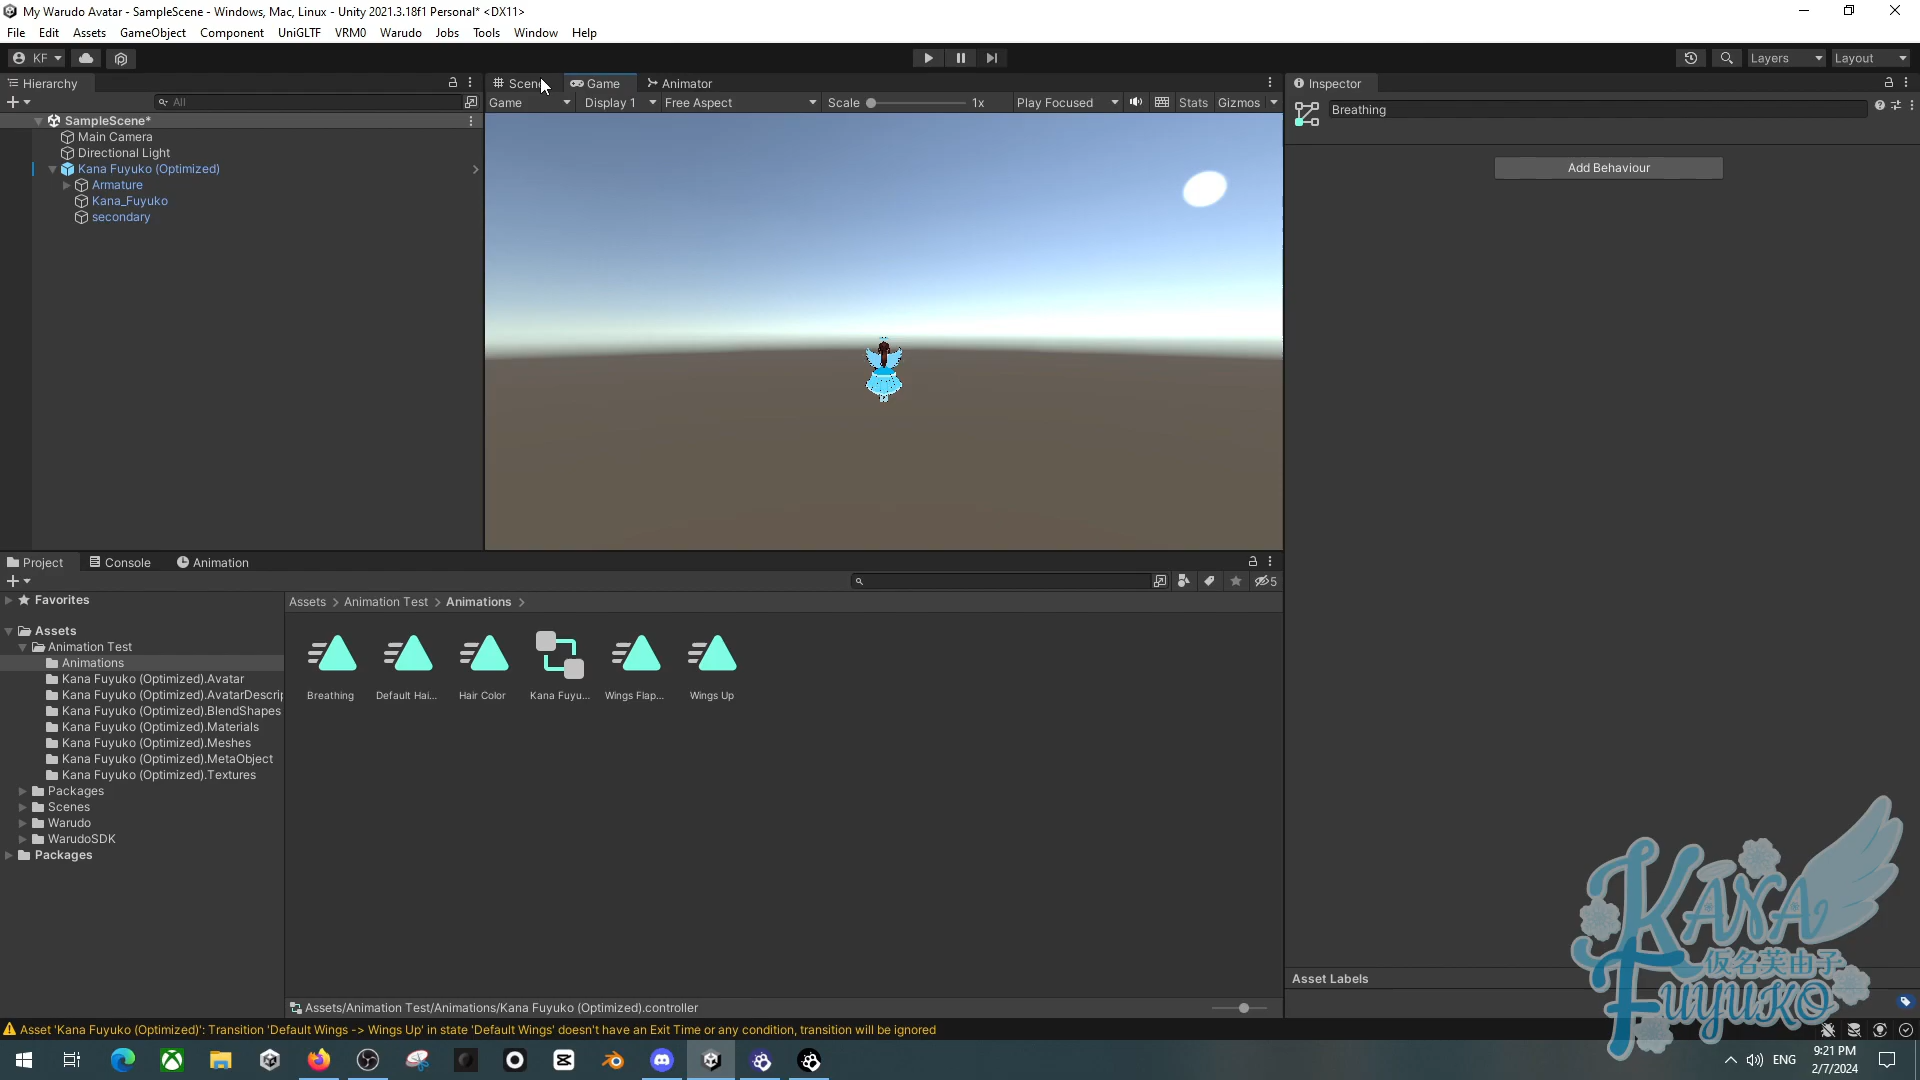 My Warudo Avatar - SampleScene - Windows, Mac, Linux - Unity 2021.3.18f1 Personal* <DX11>
File Edit Assets GameObject Component UniGLTF VRM0 Warudo Jobs Tools Window Help
KF Layers Layout
Hierarchy
All
SampleScene*
Main Camera
Directional Light
Kana Fuyuko (Optimized)
Armature
Kana_Fuyuko
secondary
Scene Game Animator
Game Display 1 Free Aspect Scale 1x Play Focused Stats Gizmos
Inspector
Breathing
Add Behaviour
Project Console Animation
5
Favorites
Assets
Animation Test
Animations
Kana Fuyuko (Optimized).Avatar
Kana Fuyuko (Optimized).AvatarDescrip
Kana Fuyuko (Optimized).BlendShapes
Kana Fuyuko (Optimized).Materials
Kana Fuyuko (Optimized).Meshes
Kana Fuyuko (Optimized).MetaObject
Kana Fuyuko (Optimized).Textures
Packages
Scenes
Warudo
WarudoSDK
Packages
Assets > Animation Test > Animations >
Breathing Default Hai... Hair Color Kana Fuyu... Wings Flap... Wings Up
Assets/Animation Test/Animations/Kana Fuyuko (Optimized).controller
Asset Labels
KANA
仮名芙由子
FUYUKO
Asset 'Kana Fuyuko (Optimized)': Transition 'Default Wings -> Wings Up' in state 'Default Wings' doesn't have an Exit Time or any condition, transition will be ignored
ENG
9:21 PM
2/7/2024